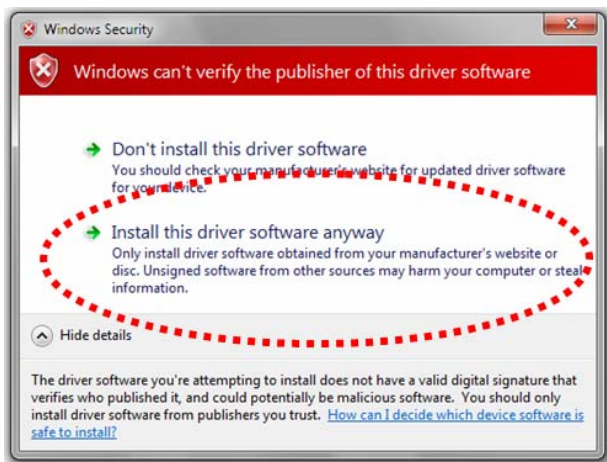 Windows Security
Windows can't verify the publisher of this driver software
Don't install this driver software
You should check your manufacturer's website for updated driver software
for your device.
Install this driver software anyway
Only install driver software obtained from your manufacturer's website or
disc. Unsigned software from other sources may harm your computer or steal
information.
Hide details
The driver software you're attempting to install does not have a valid digital signature that
verifies who published it, and could potentially be malicious software. You should only
install driver software from publishers you trust. How can I decide which device software is
safe to install?